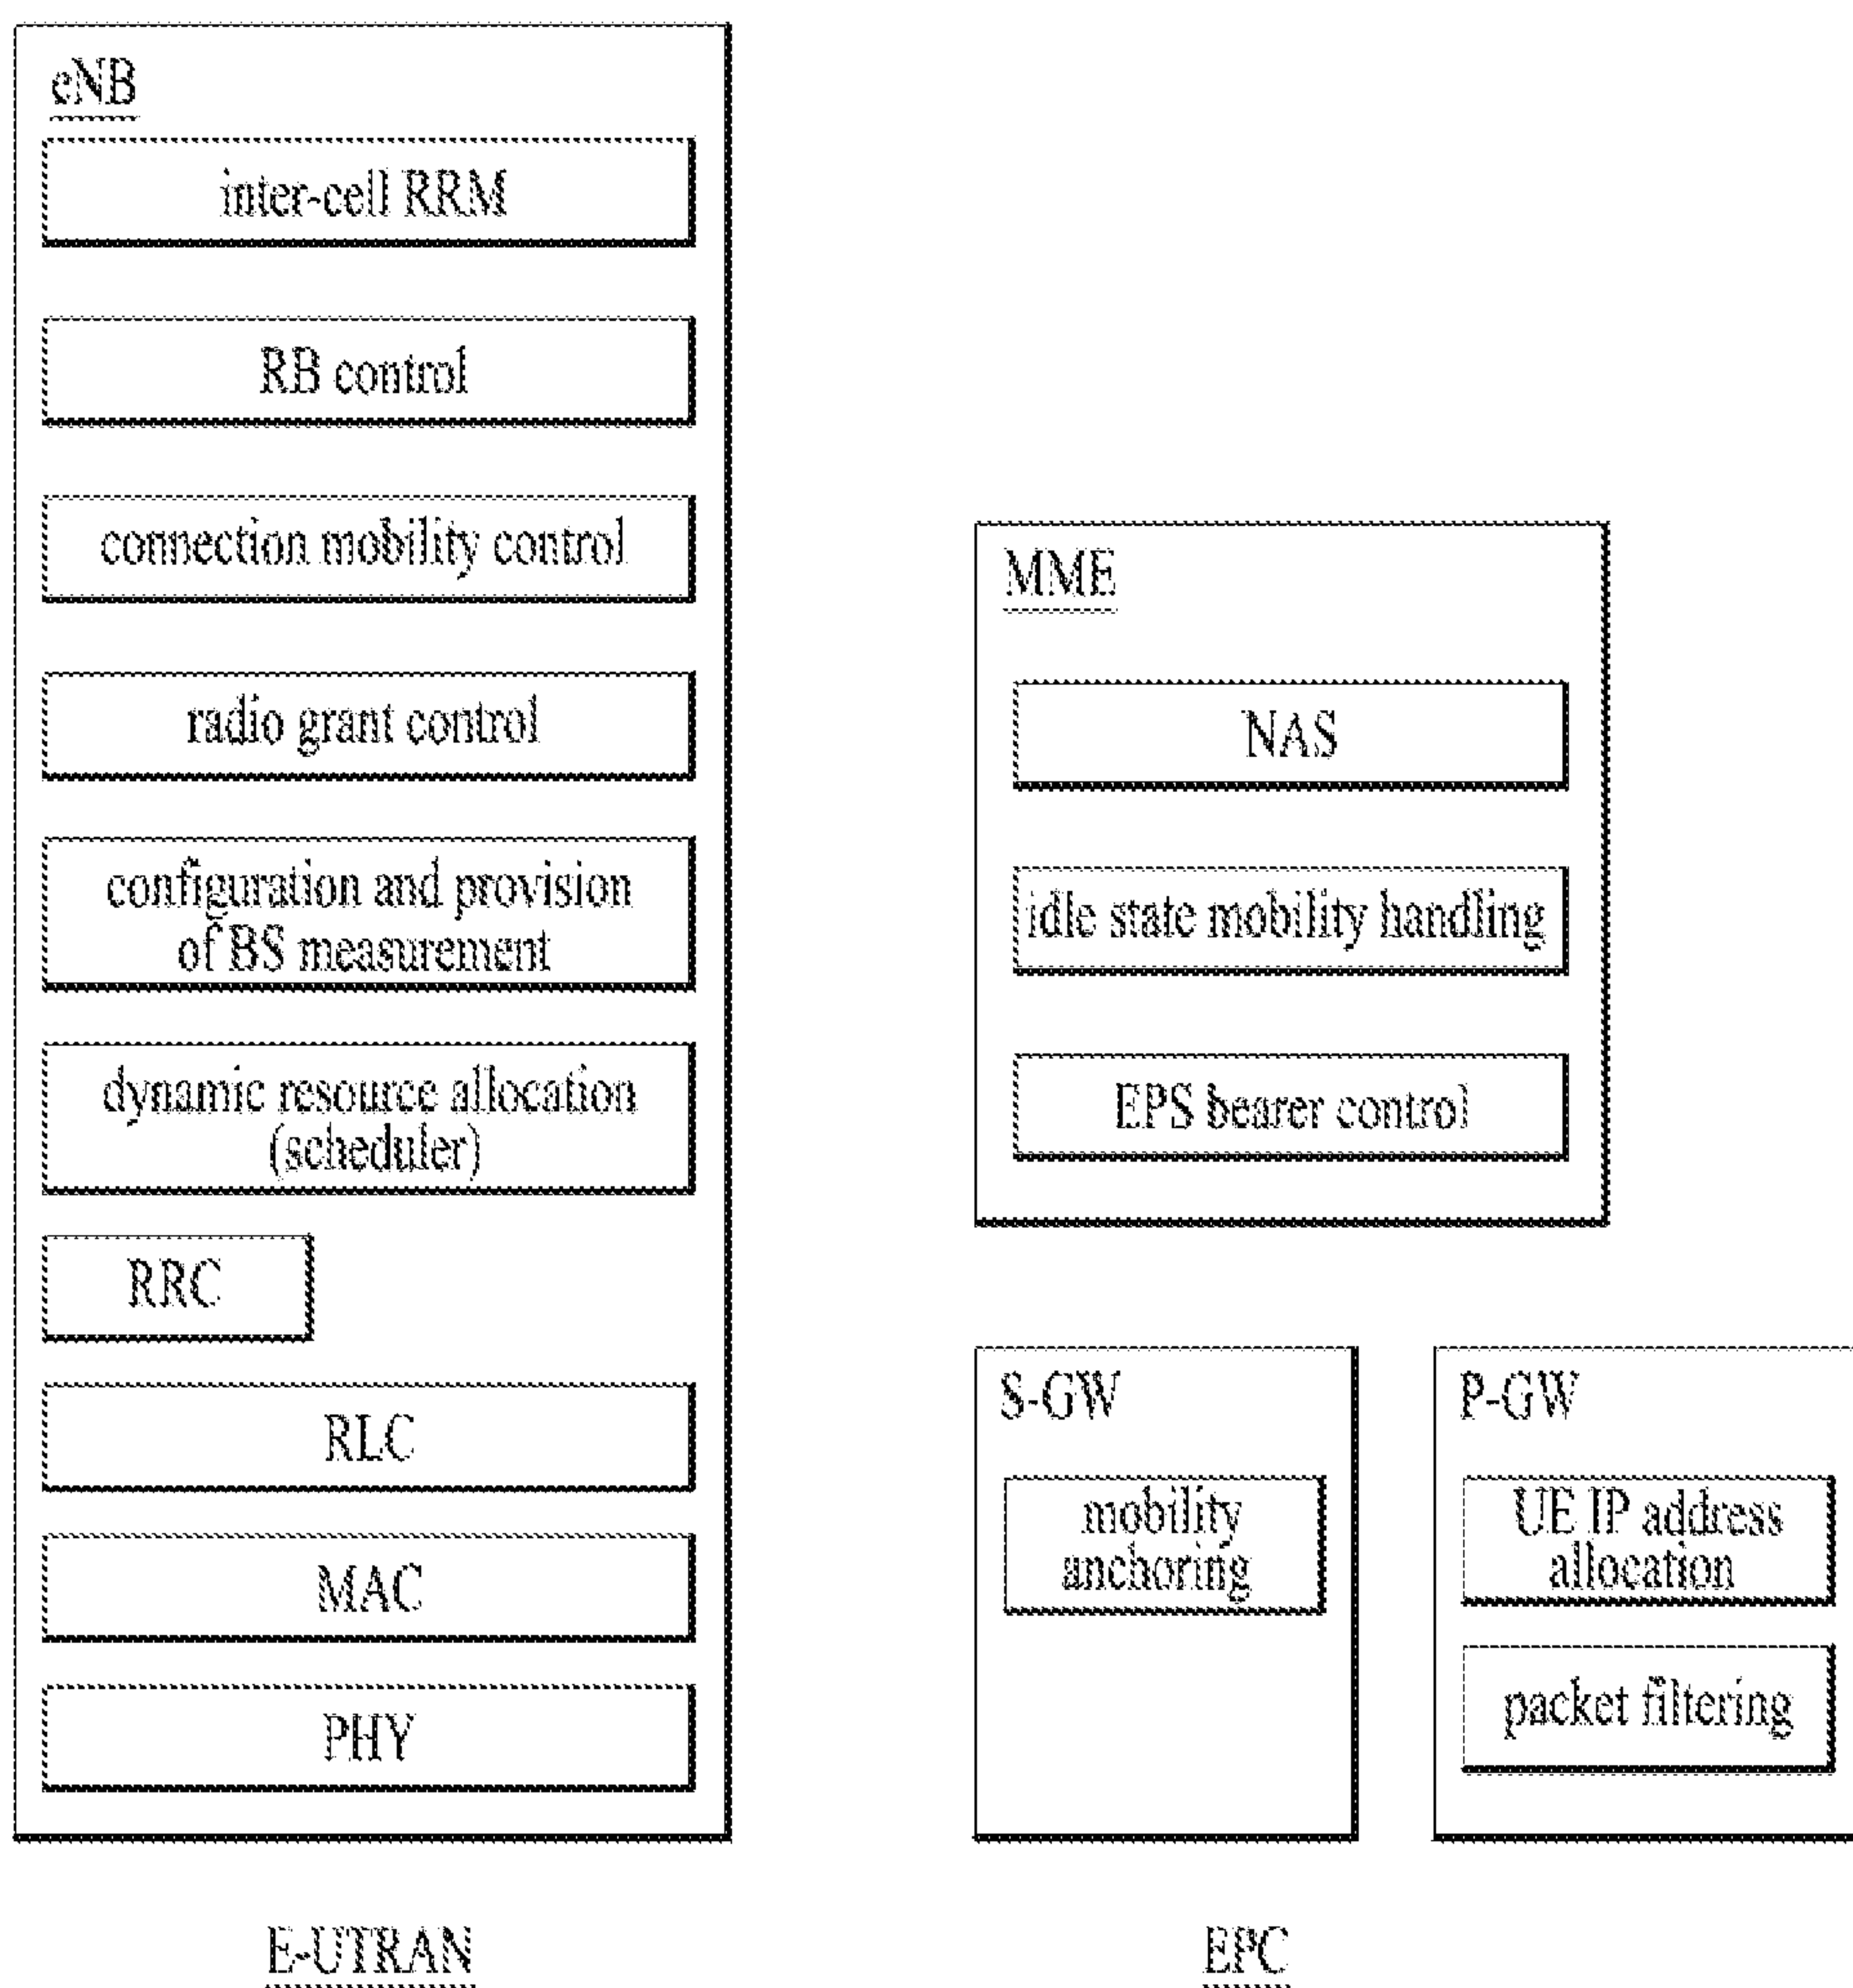 eNB
inter-cell RRM
RB control
connection mobility control
radio grant control
configuration and provision
of BS measurement
dynamic resource allocation
(scheduler)
RRC
RLC
MAC
PHY
E-UTRAN
MME
NAS
idle state mobility handling
EPS bearer control
S-GW
mobility
anchoring
P-GW
UE IP address
allocation
packet filtering
EPC